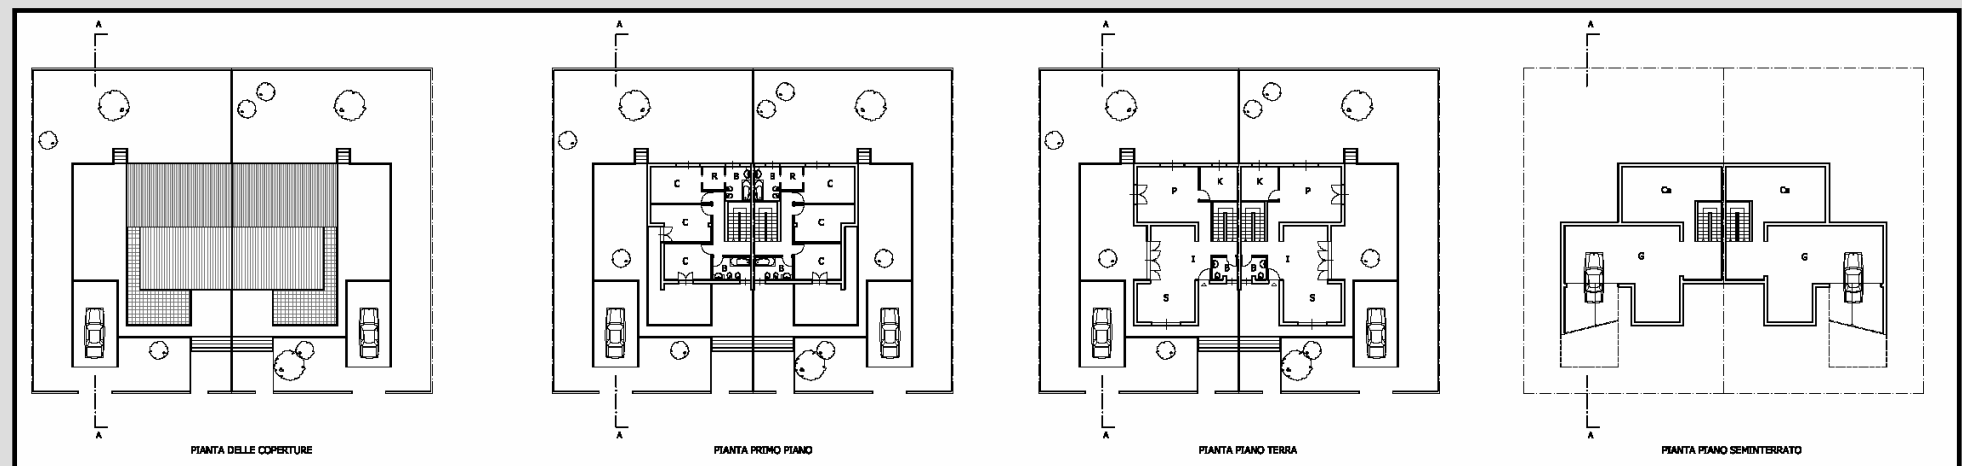 A A A A
C R B B R C
C C
C B B C
P K K P
I B B I
S S
Ca Ca
G G
A A A A
PIANTA DELLE COPERTURE
PIANTA PRIMO PIANO
PIANTA PIANO TERRA
PIANTA PIANO SEMINTERRATO